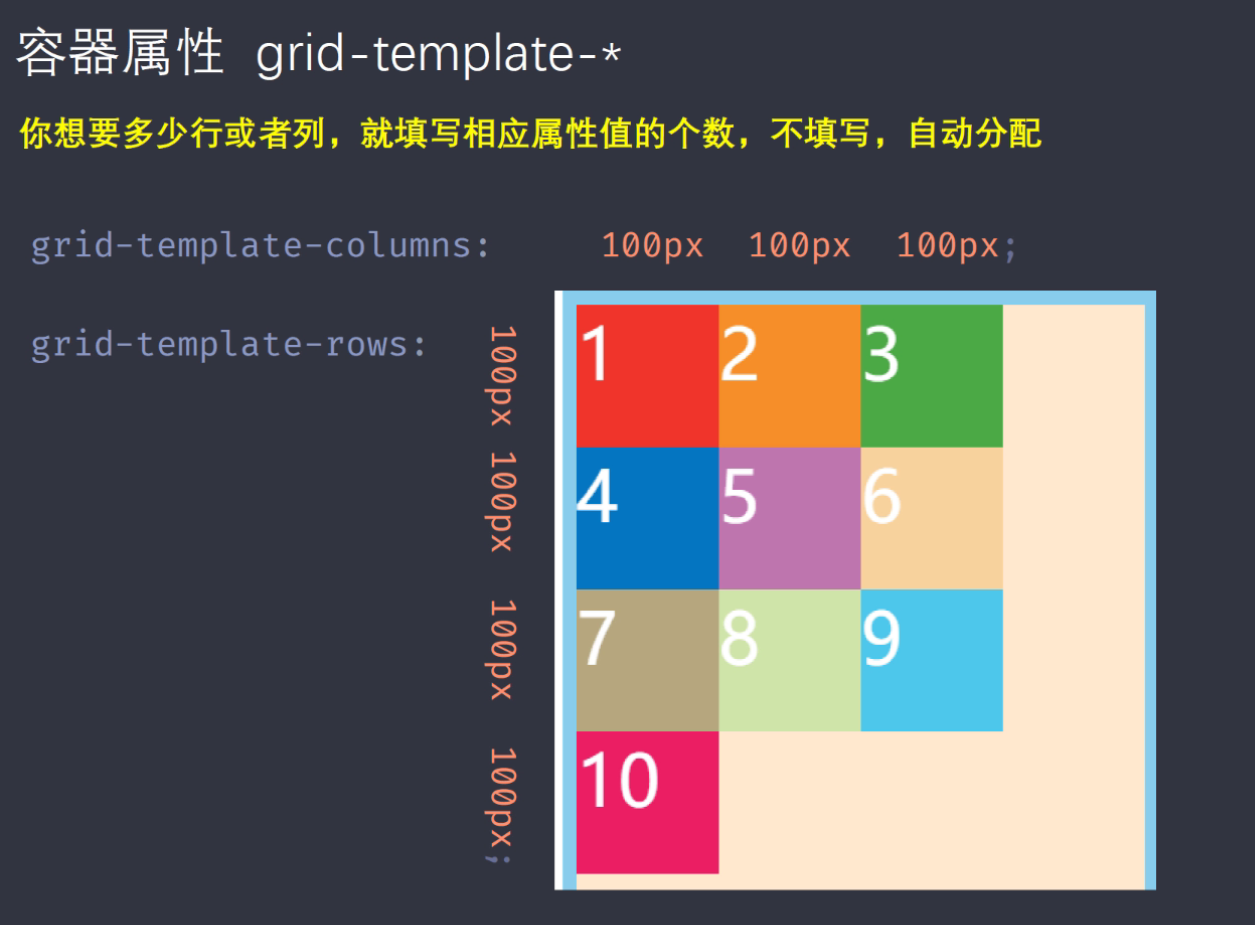 容器属性 grid-template-*
你想要多少行或者列，就填写相应属性值的个数，不填写，自动分配
grid-template-columns: 100px 100px 100px;
grid-template-rows: 100px 100px 100px 100px;
1 2 3
4 5 6
7 8 9
10